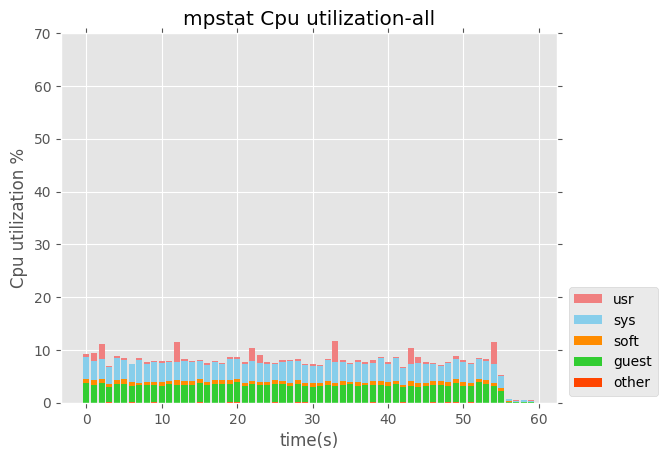 mpstat Cpu utilization-all
70
60
50
40
30
20
10
0
Cpu utilization %
0 10 20 30 40 50 60
time(s)
usr
sys
soft
guest
other